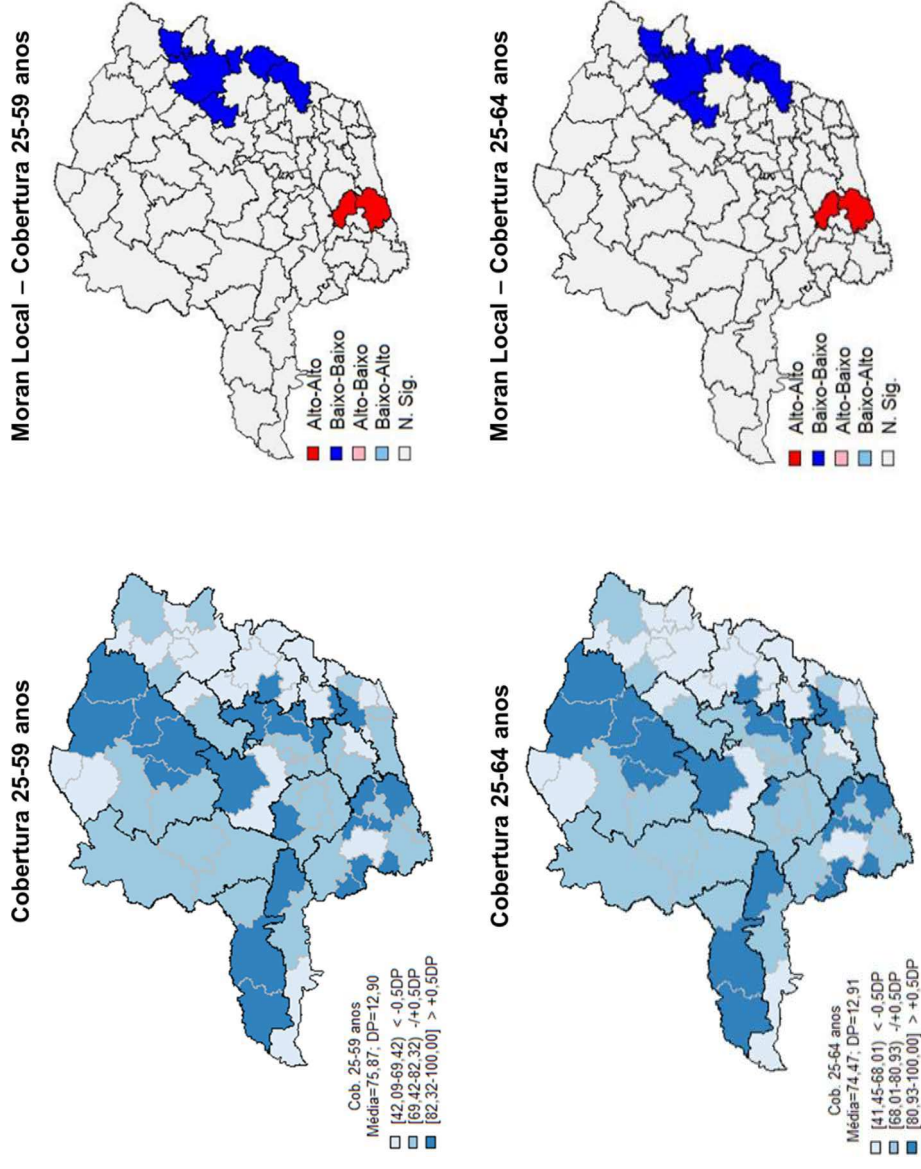 Cobertura 25-59 anos
Cob. 25-59 anos
Média=75,87; DP=12,90
[42,09-69,42) < -0,5DP
[69,42-82,32) -/+0,5DP
[82,32-100,00] > +0,5DP
Moran Local – Cobertura 25-59 anos
Alto-Alto
Baixo-Baixo
Alto-Baixo
Baixo-Alto
N. Sig.
Cobertura 25-64 anos
Cob. 25-64 anos
Média=74,47; DP=12,91
[41,45-68,01) < -0,5DP
[68,01-80,93) -/+0,5DP
[80,93-100,00] > +0,5DP
Moran Local – Cobertura 25-64 anos
Alto-Alto
Baixo-Baixo
Alto-Baixo
Baixo-Alto
N. Sig.